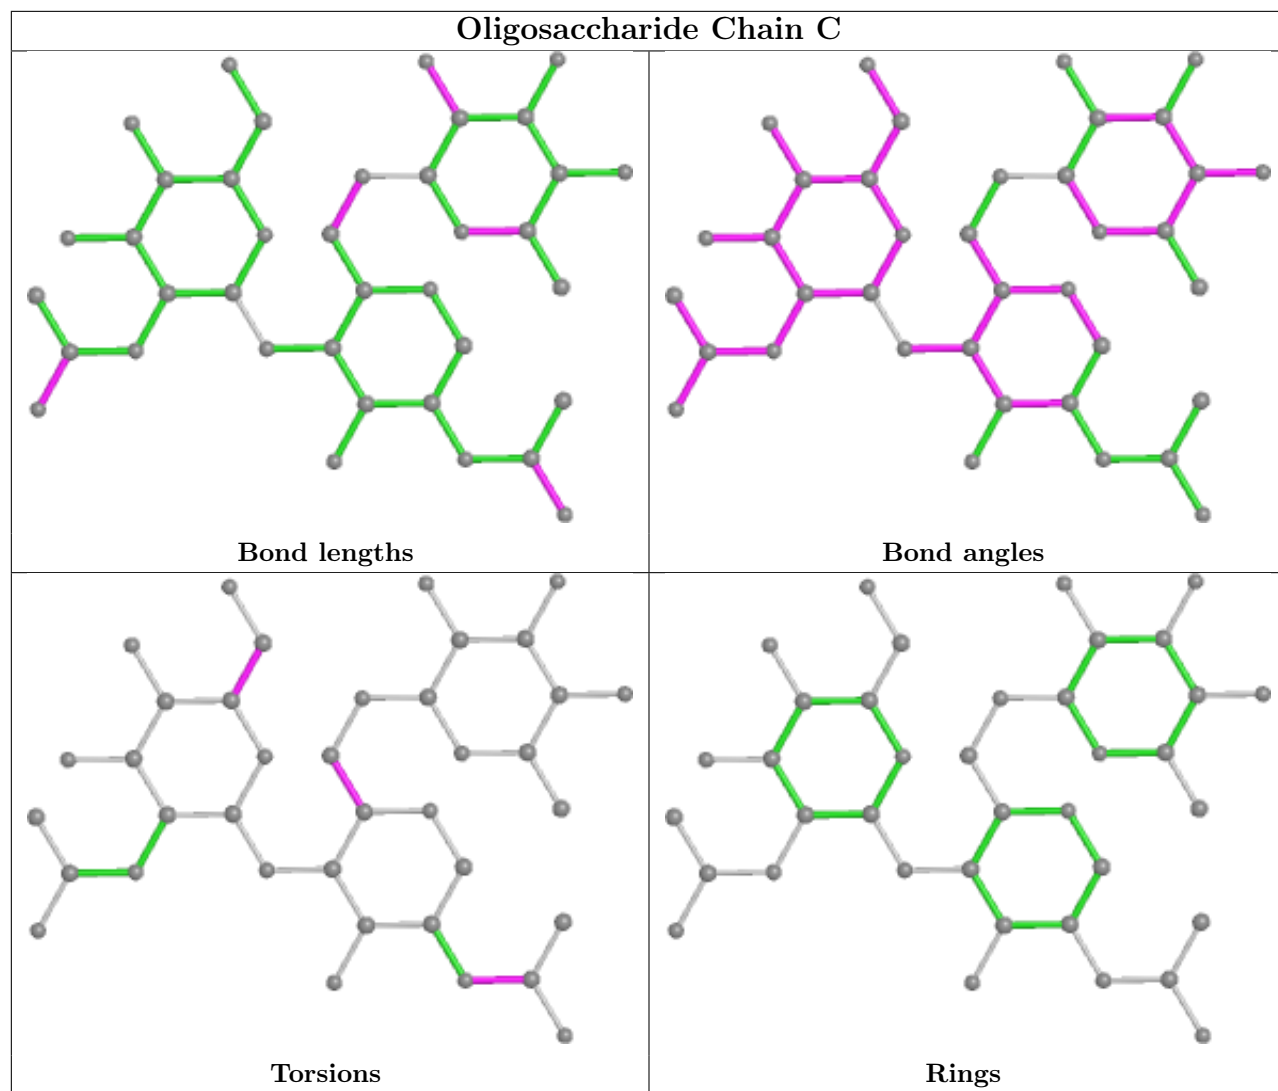 Oligosaccharide Chain C
Bond lengths
Bond angles
Torsions
Rings